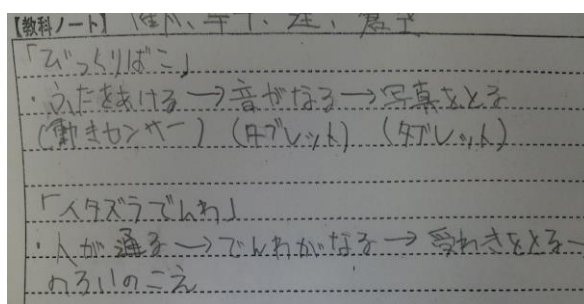 【教科ノート】
「びっくりばこ」
・ふたをあける→音がなる→写真をとる
(動きセンサー) (タブレット) (タブレット)
「イタズラでんわ」
・人が通る→でんわがなる→受わきをとる→
のろいのこえ